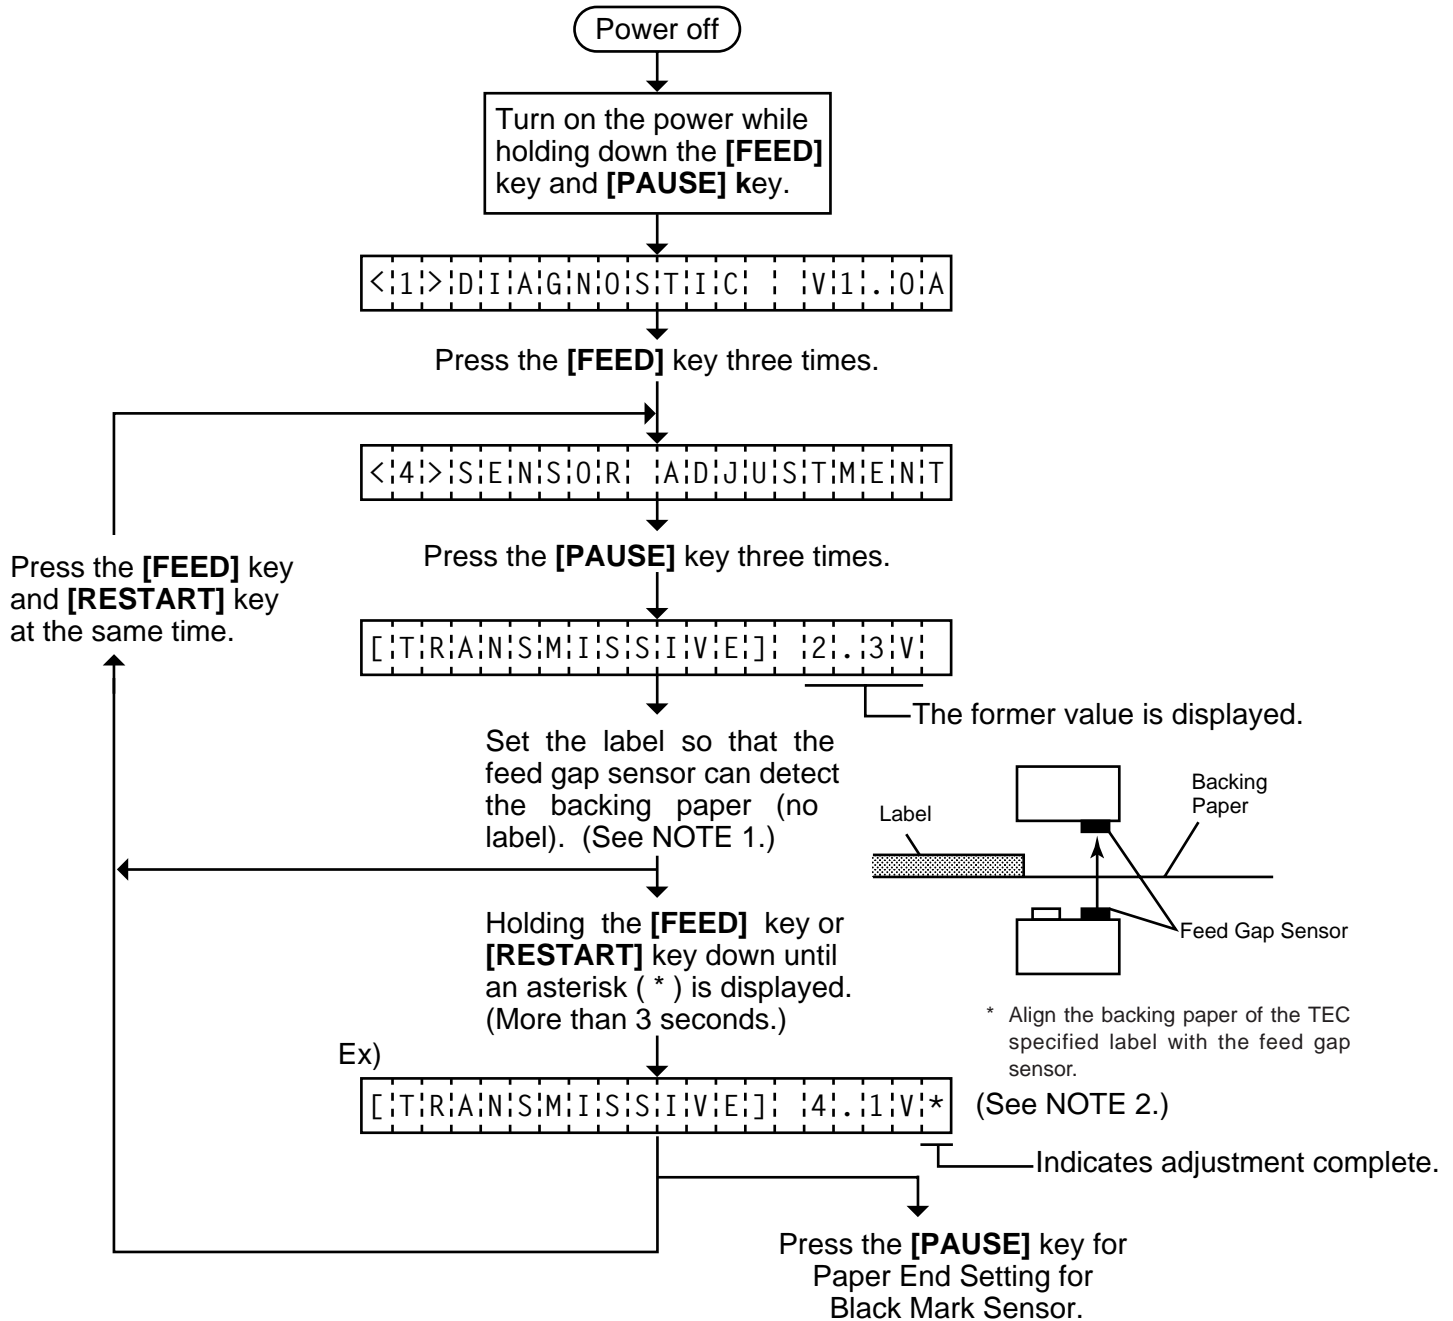 Power off
Turn on the power while
holding down the [FEED]
key and [PAUSE] key.
<1>DIAGNOSTIC  V1.0A
Press the [FEED] key three times.
<4>SENSOR ADJUSTMENT
Press the [PAUSE] key three times.
Press the [FEED] key
and [RESTART] key
at the same time.
[TRANSMISSIVE] 2.3V
The former value is displayed.
Set the label so that the
feed gap sensor can detect
the backing paper (no
label). (See NOTE 1.)
Label
Backing
Paper
Feed Gap Sensor
* Align the backing paper of the TEC
specified label with the feed gap
sensor.
Holding the [FEED] key or
[RESTART] key down until
an asterisk ( * ) is displayed.
(More than 3 seconds.)
Ex)
[TRANSMISSIVE] 4.1V*
(See NOTE 2.)
Indicates adjustment complete.
Press the [PAUSE] key for
Paper End Setting for
Black Mark Sensor.